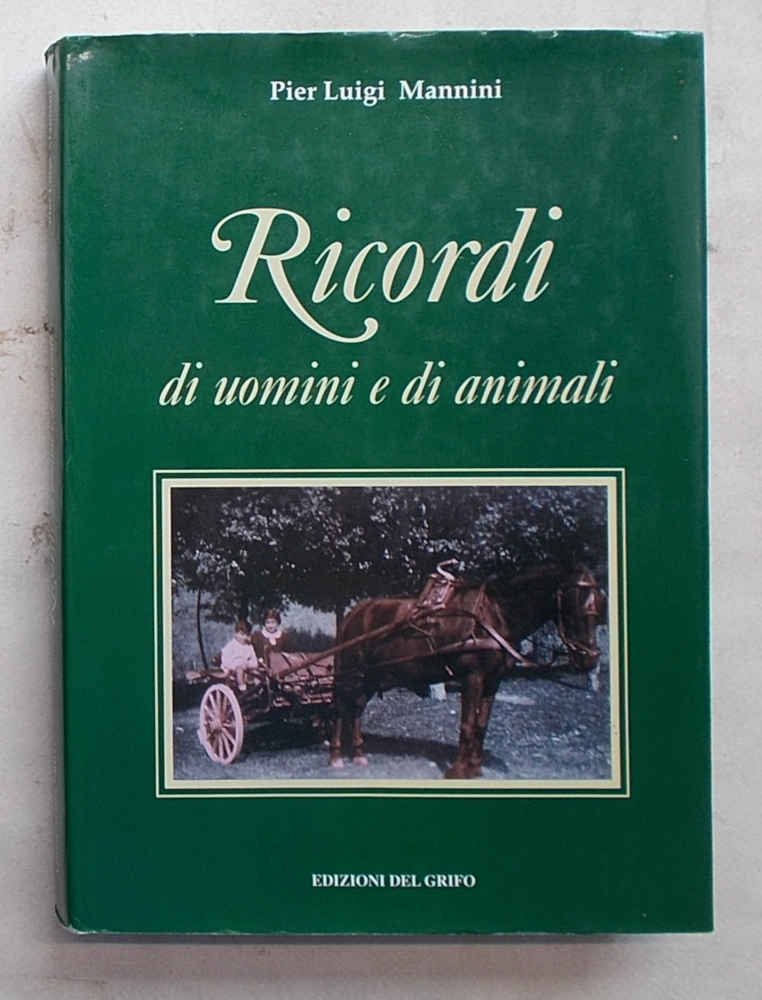 Pier Luigi Mannini
Ricordi
di uomini e di animali
EDIZIONI DEL GRIFO